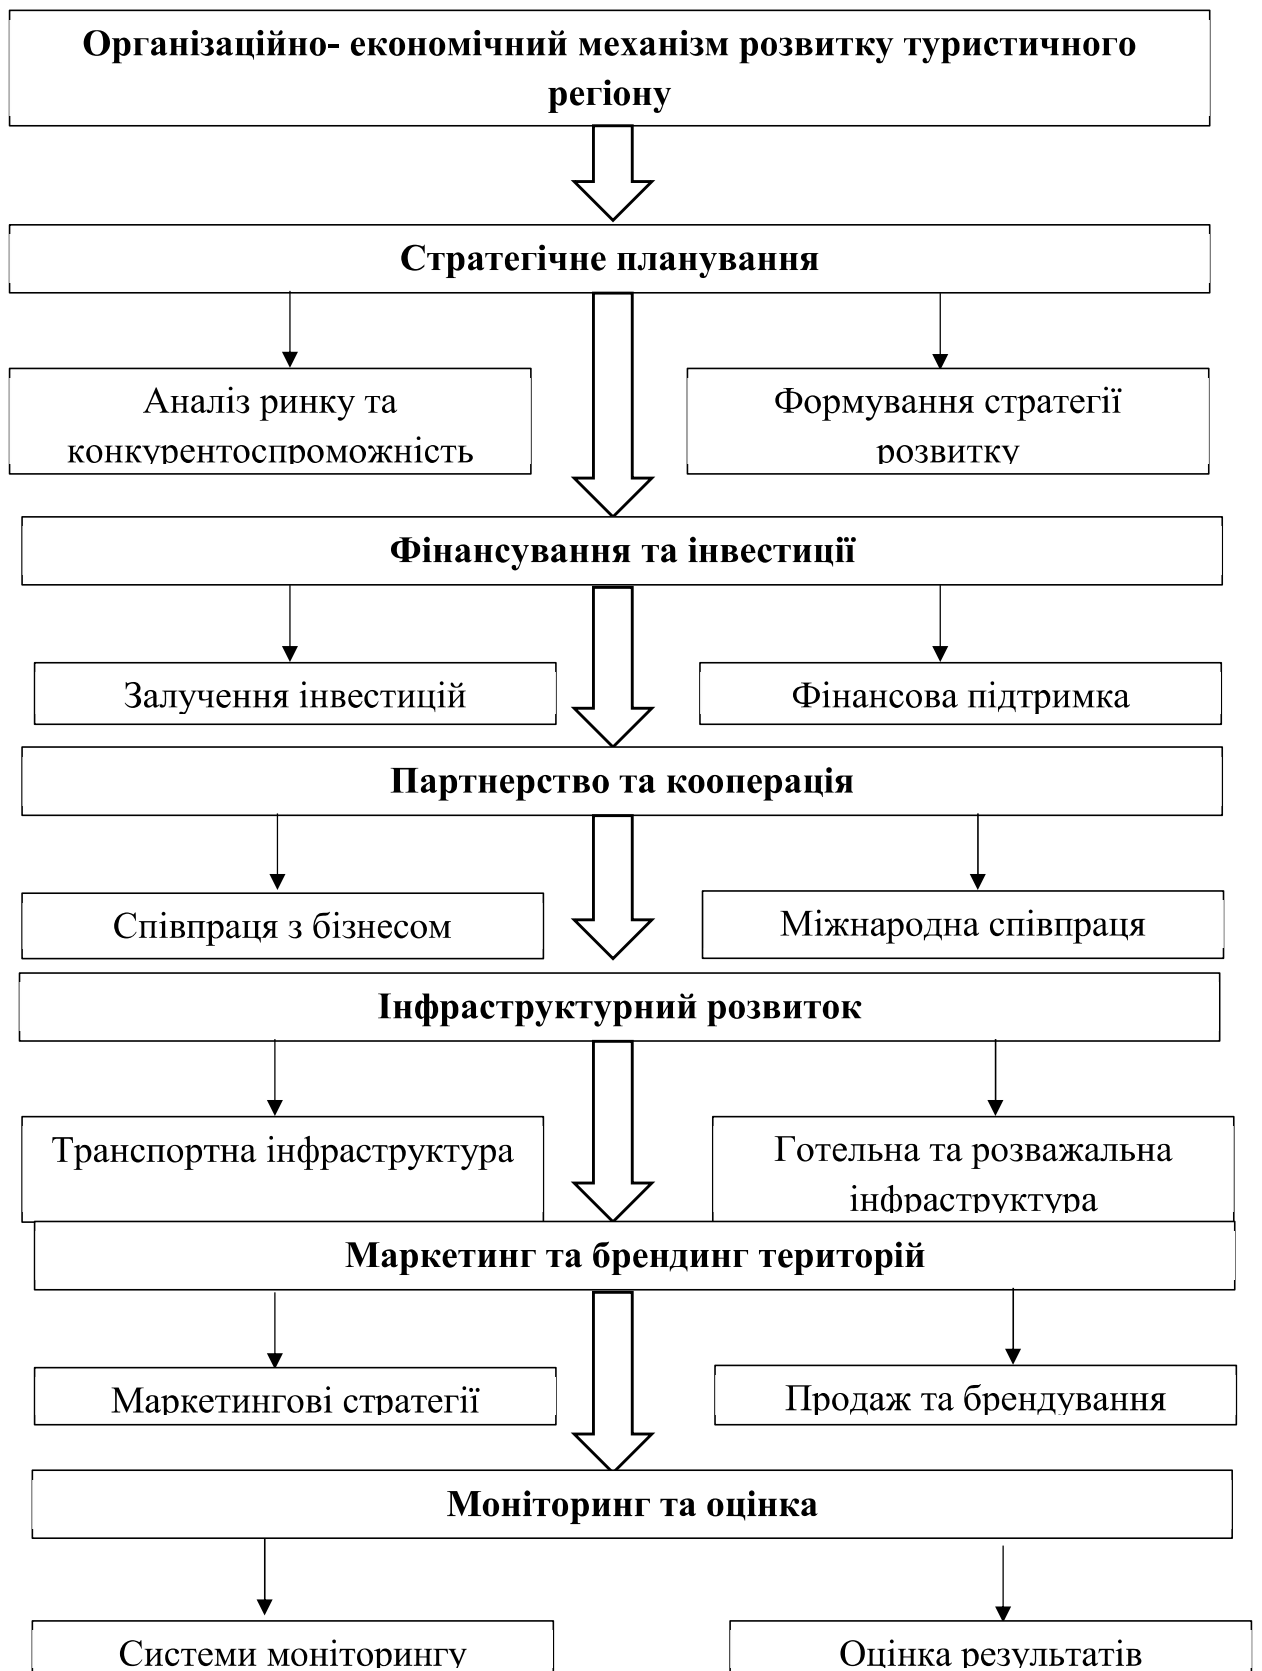 Організаційно- економічний механізм розвитку туристичного
регіону
Стратегічне планування
Аналіз ринку та
конкурентоспроможність
Формування стратегії
розвитку
Фінансування та інвестиції
Залучення інвестицій
Фінансова підтримка
Партнерство та кооперація
Співпраця з бізнесом
Міжнародна співпраця
Інфраструктурний розвиток
Транспортна інфраструктура
Готельна та розважальна
інфраструктура
Маркетинг та брендинг територій
Маркетингові стратегії
Продаж та брендування
Моніторинг та оцінка
Системи моніторингу
Оцінка результатів